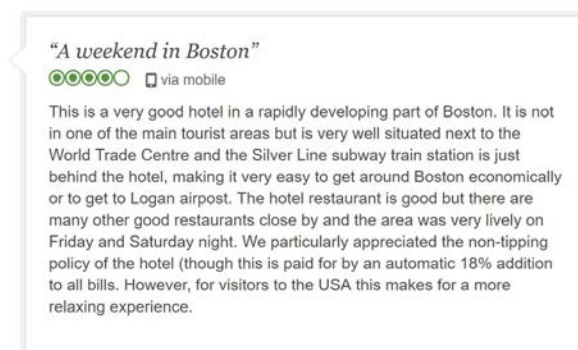 “A weekend in Boston”
via mobile
This is a very good hotel in a rapidly developing part of Boston. It is not
in one of the main tourist areas but is very well situated next to the
World Trade Centre and the Silver Line subway train station is just
behind the hotel, making it very easy to get around Boston economically
or to get to Logan airpost. The hotel restaurant is good but there are
many other good restaurants close by and the area was very lively on
Friday and Saturday night. We particularly appreciated the non-tipping
policy of the hotel (though this is paid for by an automatic 18% addition
to all bills. However, for visitors to the USA this makes for a more
relaxing experience.